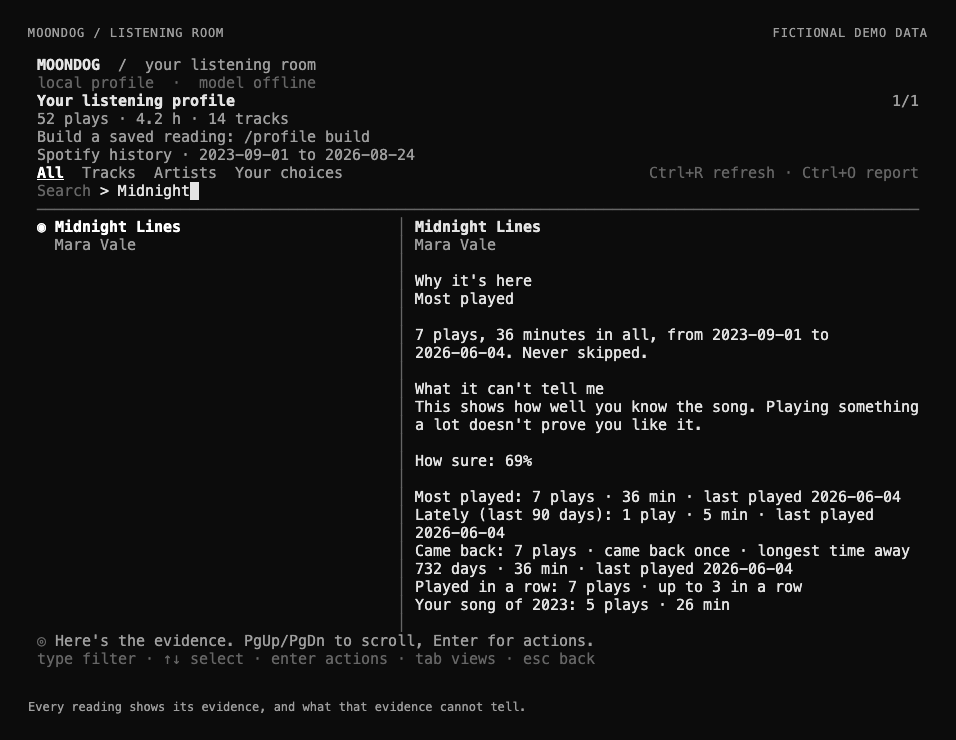 MOONDOG / LISTENING ROOM
FICTIONAL DEMO DATA
MOONDOG / your listening room
local profile · model offline
Your listening profile 1/1
52 plays · 4.2 h · 14 tracks
Build a saved reading: /profile build
Spotify history · 2023-09-01 to 2026-08-24
All Tracks Artists Your choices Ctrl+R refresh · Ctrl+O report
Search > Midnight
◉ Midnight Lines
Mara Vale
Midnight Lines
Mara Vale
Why it's here
Most played
7 plays, 36 minutes in all, from 2023-09-01 to
2026-06-04. Never skipped.
What it can't tell me
This shows how well you know the song. Playing something
a lot doesn't prove you like it.
How sure: 69%
Most played: 7 plays · 36 min · last played 2026-06-04
Lately (last 90 days): 1 play · 5 min · last played
2026-06-04
Came back: 7 plays · came back once · longest time away
732 days · 36 min · last played 2026-06-04
Played in a row: 7 plays · up to 3 in a row
Your song of 2023: 5 plays · 26 min
◎ Here's the evidence. PgUp/PgDn to scroll, Enter for actions.
type filter · ↑↓ select · enter actions · tab views · esc back
Every reading shows its evidence, and what that evidence cannot tell.